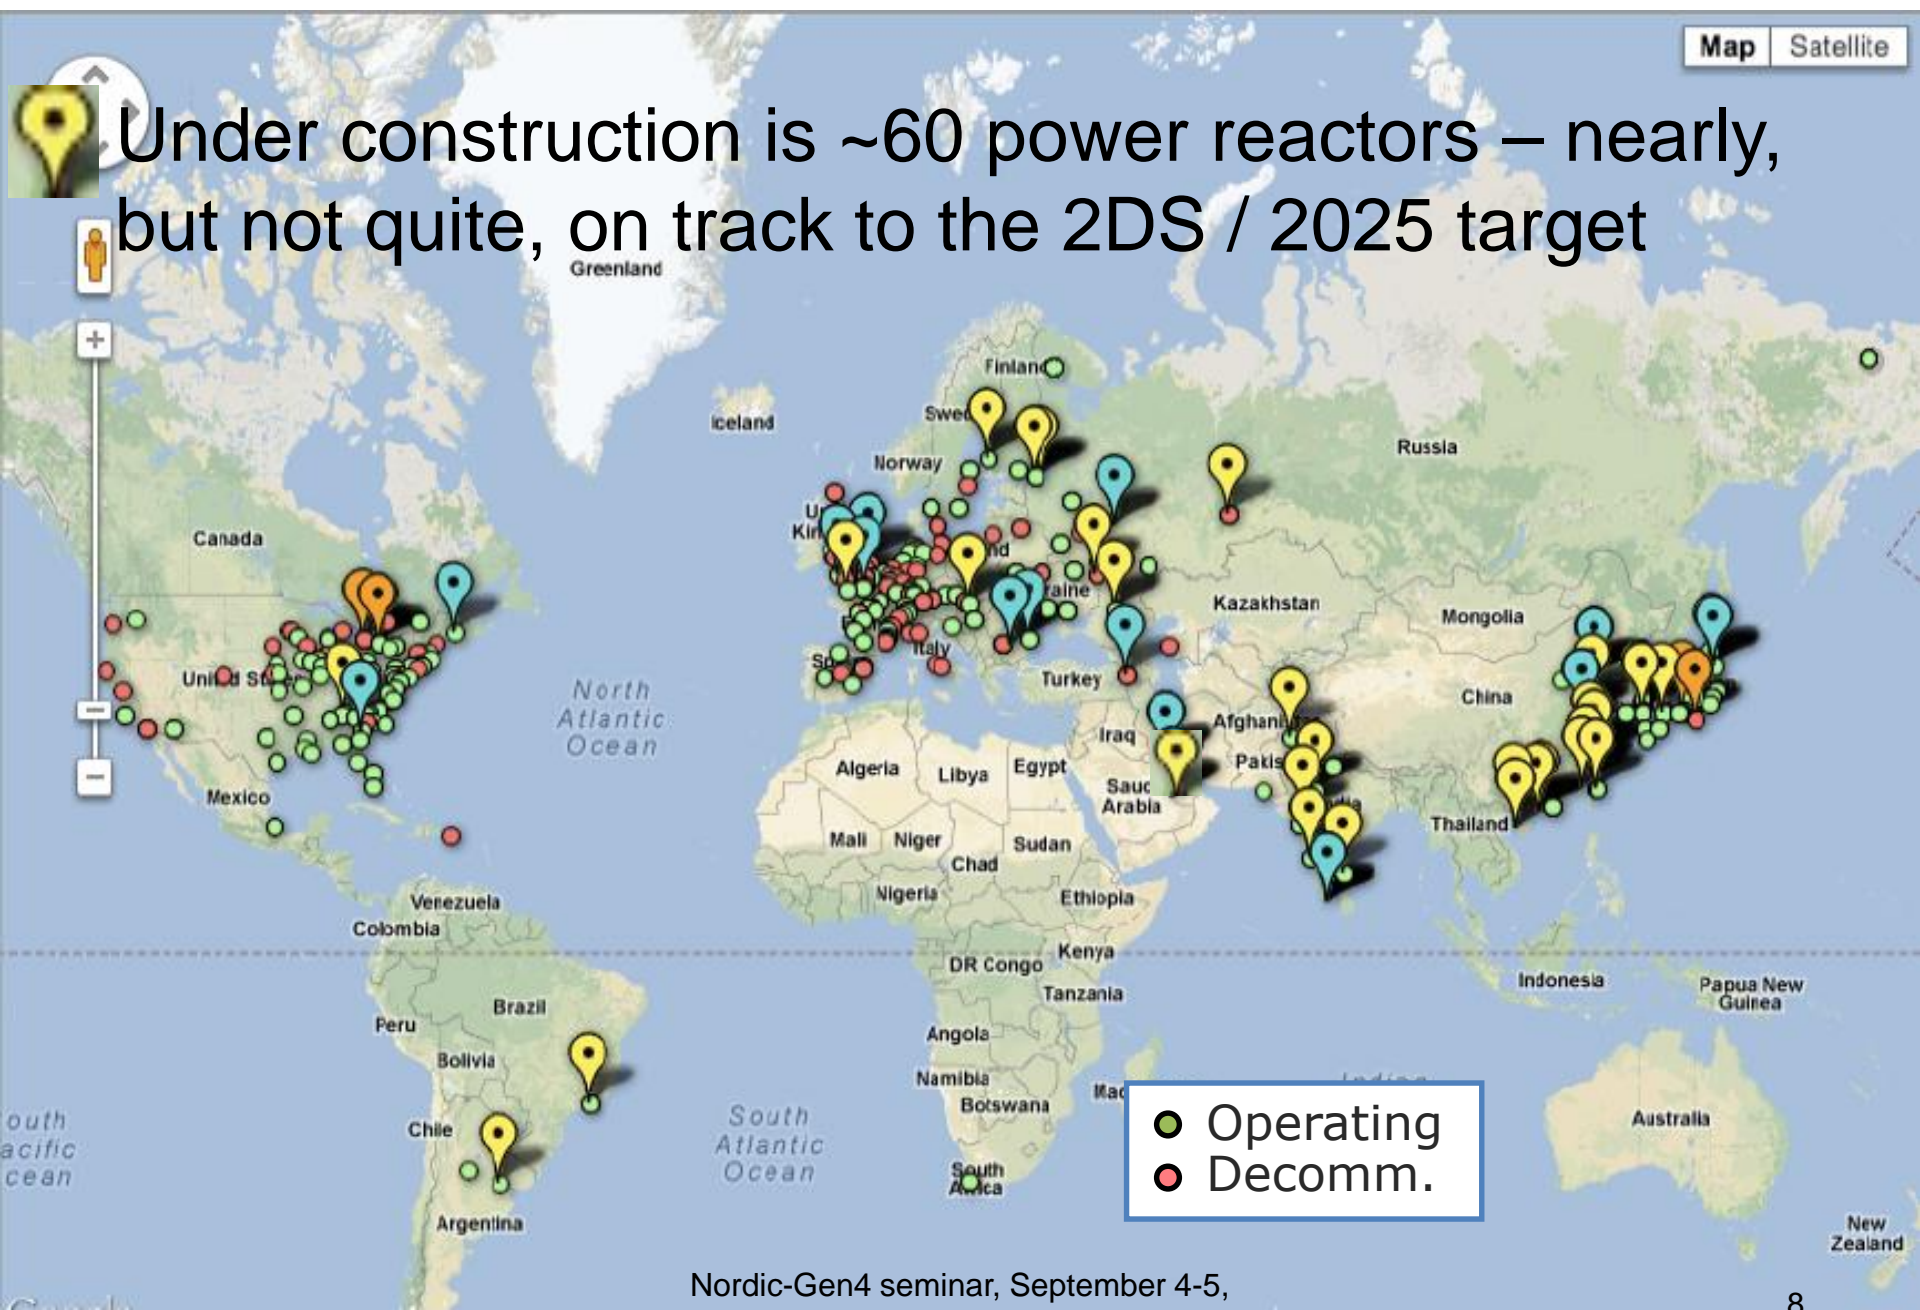 Map Satellite
Under construction is ~60 power reactors – nearly,
but not quite, on track to the 2DS / 2025 target
Greenland
Finland
Iceland
Norway
Russia
Canada
Kazakhstan
Mongolia
Italy
Turkey
China
North
Atlantic
Ocean
Iraq
Algeria
Libya
Egypt
Mexico
Arabia
Thailand
Mali
Niger
Sudan
Chad
Nigeria
Ethiopia
Venezuela
Colombia
Kenya
DR Congo
Indonesia
Tanzania
Papua New
Guinea
Brazil
Peru
Angola
Bolivia
Namibia
Botswana
South
Atlantic
Ocean
Chile
Operating
Decomm.
Australia
South
Argentina
New
Zealand
Nordic-Gen4 seminar, September 4-5,
8